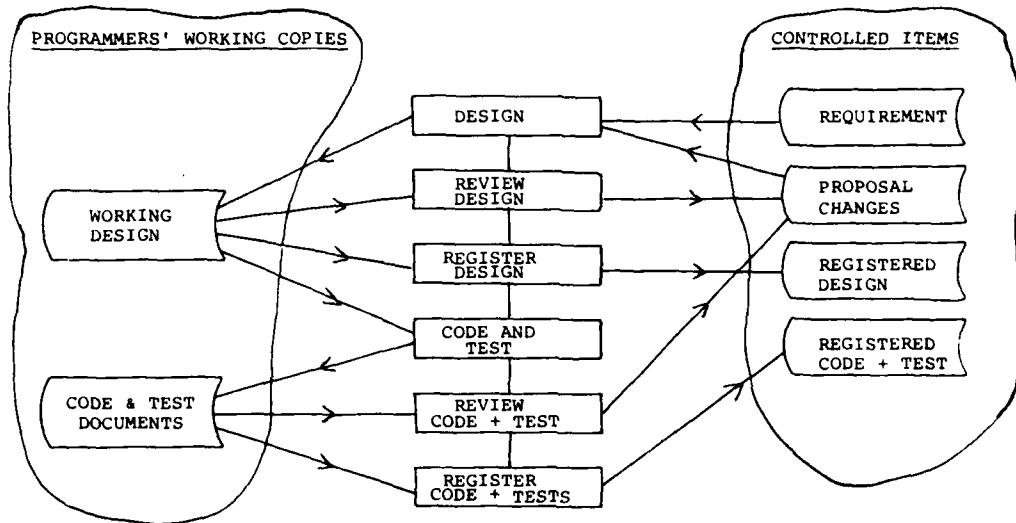 PROGRAMMERS' WORKING COPIES
CONTROLLED ITEMS
DESIGN
REQUIREMENT
REVIEW
DESIGN
PROPOSAL
CHANGES
WORKING
DESIGN
REGISTER
DESIGN
REGISTERED
DESIGN
CODE AND
TEST
REGISTERED
CODE + TEST
CODE & TEST
DOCUMENTS
REVIEW
CODE + TEST
REGISTER
CODE + TESTS